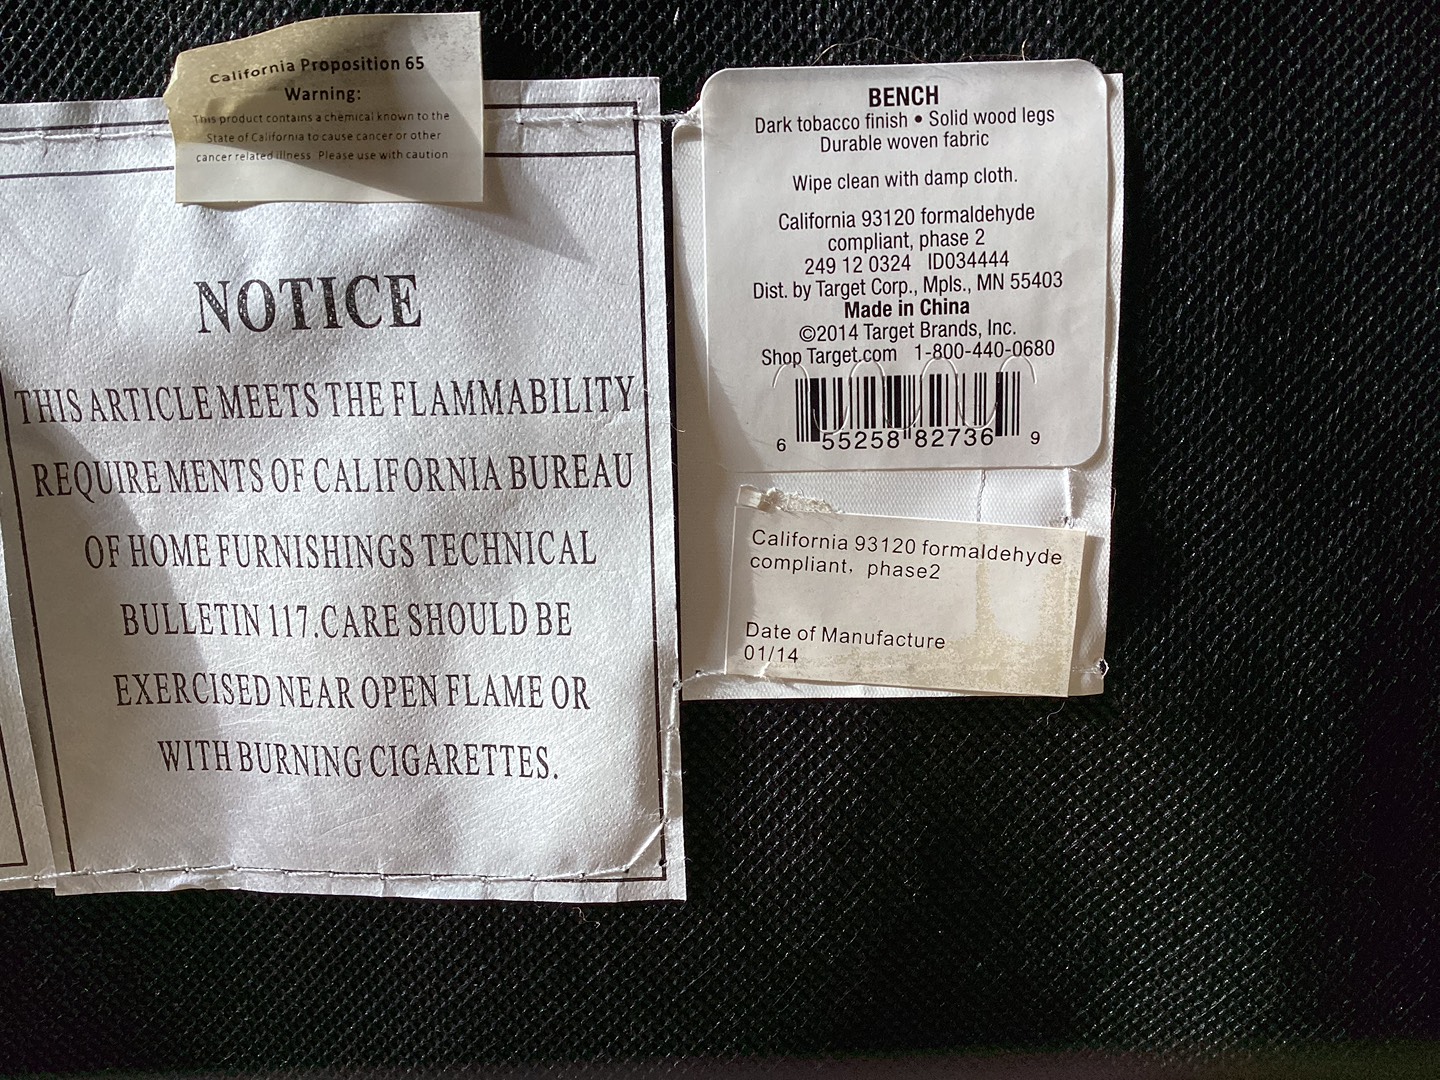 California Proposition 65
Warning:
This product contains a chemical known to the
State of California to cause cancer or other
cancer related illness Please use with caution
NOTICE
THIS ARTICLE MEETS THE FLAMMABILITY
REQUIRE MENTS OF CALIFORNIA BUREAU
OF HOME FURNISHINGS TECHNICAL
BULLETIN 117.CARE SHOULD BE
EXERCISED NEAR OPEN FLAME OR
WITH BURNING CIGARETTES.
BENCH
Dark tobacco finish • Solid wood legs
Durable woven fabric
Wipe clean with damp cloth.
California 93120 formaldehyde
compliant, phase 2
249 12 0324 ID034444
Dist. by Target Corp., Mpls., MN 55403
Made in China
©2014 Target Brands, Inc.
Shop Target.com 1-800-440-0680
6 55258 82736 9
California 93120 formaldehyde
compliant, phase2
Date of Manufacture
01/14